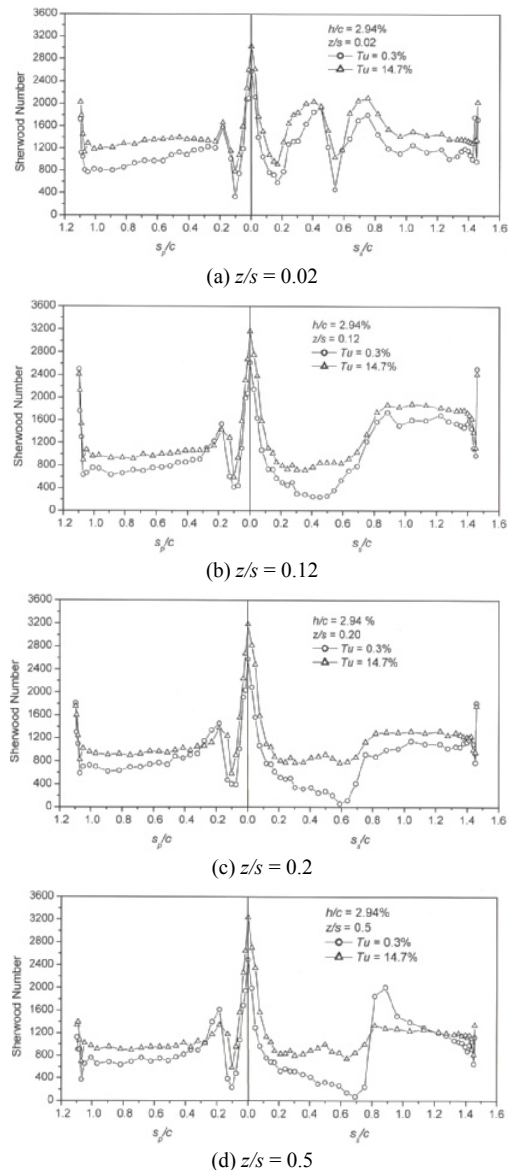 3600
3200
2800
2400
2000
1600
1200
800
400
0
Sherwood Number
h/c = 2.94%
z/s = 0.02
Tu = 0.3%
Tu = 14.7%
1.2 1.0 0.8 0.6 0.4 0.2 0.0 0.2 0.4 0.6 0.8 1.0 1.2 1.4 1.6
sp/c ss/c
(a) z/s = 0.02
3600
3200
2800
2400
2000
1600
1200
800
400
0
Sherwood Number
h/c = 2.94%
z/s = 0.12
Tu = 0.3%
Tu = 14.7%
1.2 1.0 0.8 0.6 0.4 0.2 0.0 0.2 0.4 0.6 0.8 1.0 1.2 1.4 1.6
sp/c ss/c
(b) z/s = 0.12
3600
3200
2800
2400
2000
1600
1200
800
400
0
Sherwood Number
h/c = 2.94 %
z/s = 0.20
Tu = 0.3%
Tu = 14.7%
1.2 1.0 0.8 0.6 0.4 0.2 0.0 0.2 0.4 0.6 0.8 1.0 1.2 1.4 1.6
sp/c ss/c
(c) z/s = 0.2
3600
3200
2800
2400
2000
1600
1200
800
400
0
Sherwood Number
h/c = 2.94%
z/s = 0.5
Tu = 0.3%
Tu = 14.7%
1.2 1.0 0.8 0.6 0.4 0.2 0.0 0.2 0.4 0.6 0.8 1.0 1.2 1.4 1.6
sp/c ss/c
(d) z/s = 0.5